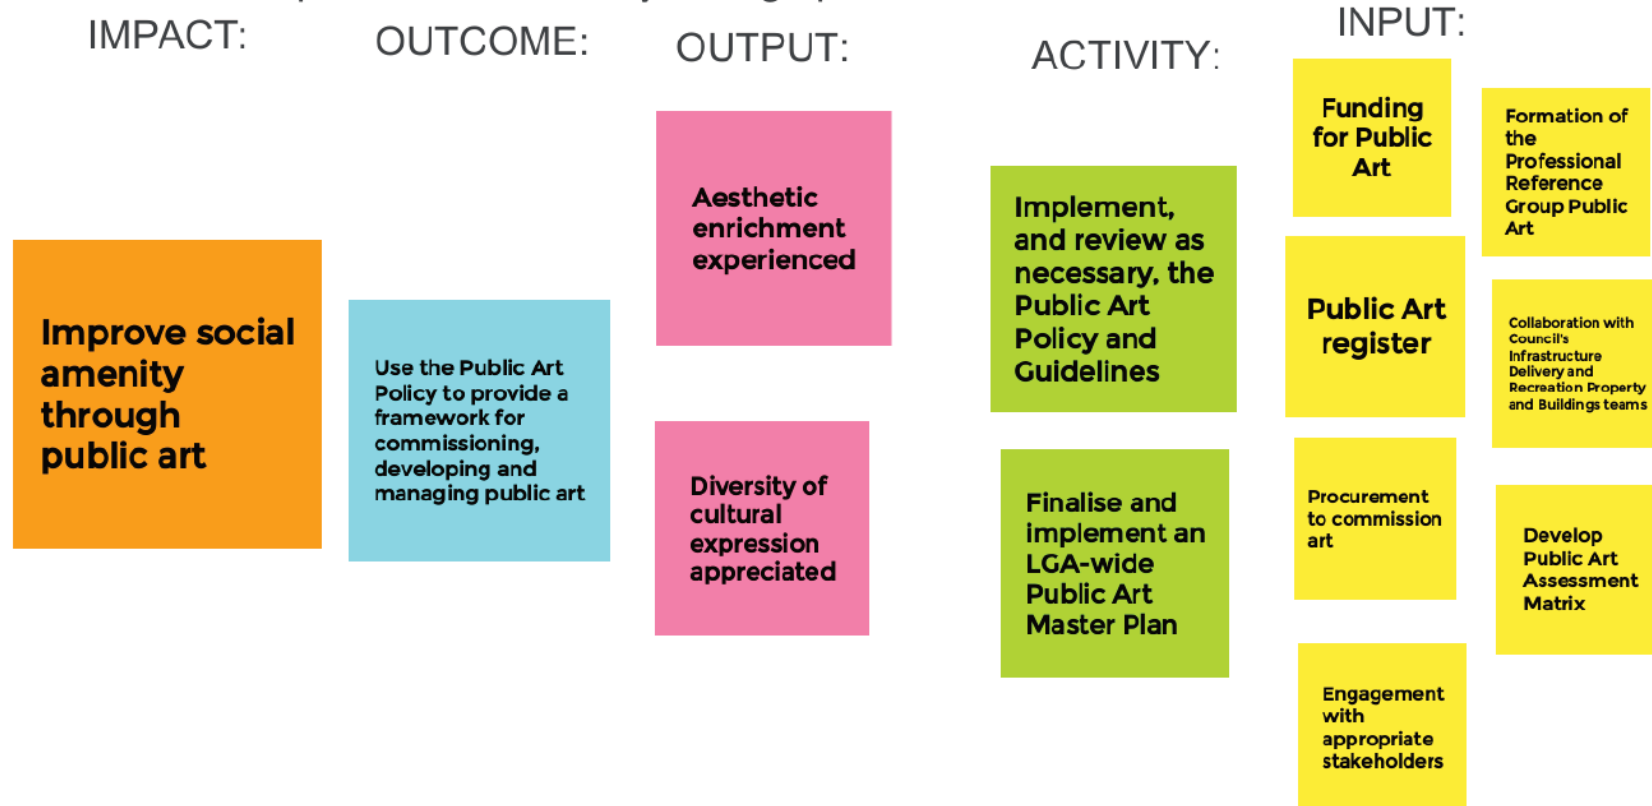 IMPACT:
OUTCOME:
OUTPUT:
ACTIVITY:
INPUT:
Improve social
amenity
through
public art
Use the Public Art
Policy to provide a
framework for
commissioning,
developing and
managing public art
Aesthetic
enrichment
experienced
Diversity of
cultural
expression
appreciated
Implement,
and review as
necessary, the
Public Art
Policy and
Guidelines
Finalise and
implement an
LGA-wide
Public Art
Master Plan
Funding
for Public
Art
Formation of
the
Professional
Reference
Group Public
Art
Public Art
register
Collaboration with
Council's
Infrastructure
Delivery and
Recreation Property
and Buildings teams
Procurement
to commission
art
Develop
Public Art
Assessment
Matrix
Engagement
with
appropriate
stakeholders